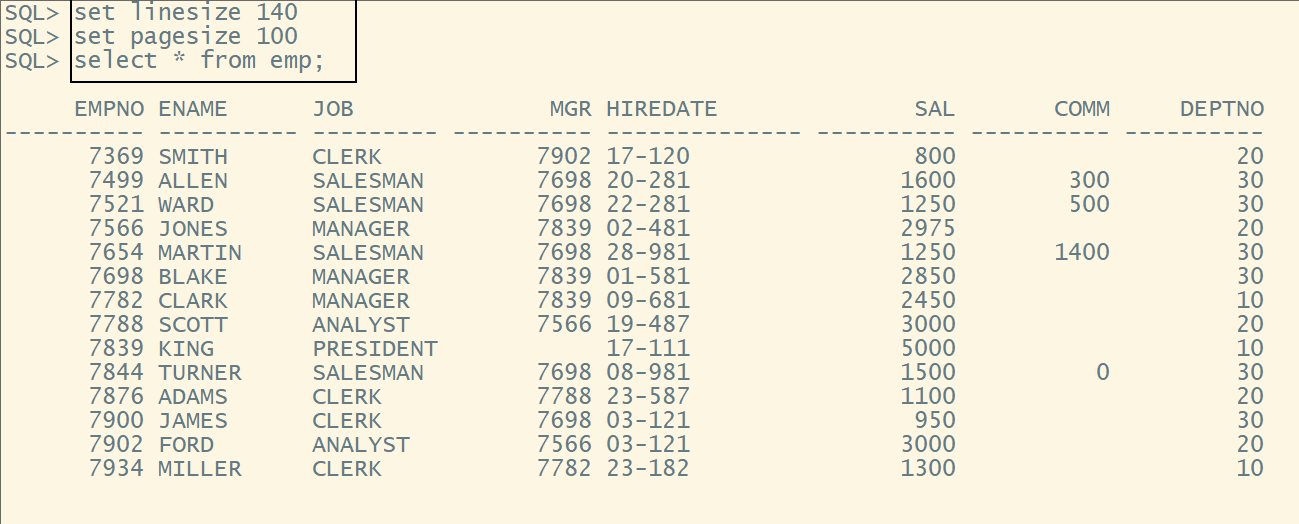 SQL> set linesize 140
SQL> set pagesize 100
SQL> select * from emp;
     EMPNO ENAME      JOB              MGR HIREDATE              SAL       COMM     DEPTNO
---------- ---------- --------- ---------- -------------- ---------- ---------- ----------
      7369 SMITH      CLERK           7902 17-120                800                    20
      7499 ALLEN      SALESMAN        7698 20-281               1600        300         30
      7521 WARD       SALESMAN        7698 22-281               1250        500         30
      7566 JONES      MANAGER         7839 02-481               2975                    20
      7654 MARTIN     SALESMAN        7698 28-981               1250       1400         30
      7698 BLAKE      MANAGER         7839 01-581               2850                    30
      7782 CLARK      MANAGER         7839 09-681               2450                    10
      7788 SCOTT      ANALYST         7566 19-487               3000                    20
      7839 KING       PRESIDENT            17-111               5000                    10
      7844 TURNER     SALESMAN        7698 08-981               1500          0         30
      7876 ADAMS      CLERK           7788 23-587               1100                    20
      7900 JAMES      CLERK           7698 03-121                950                    30
      7902 FORD       ANALYST         7566 03-121               3000                    20
      7934 MILLER     CLERK           7782 23-182               1300                    10